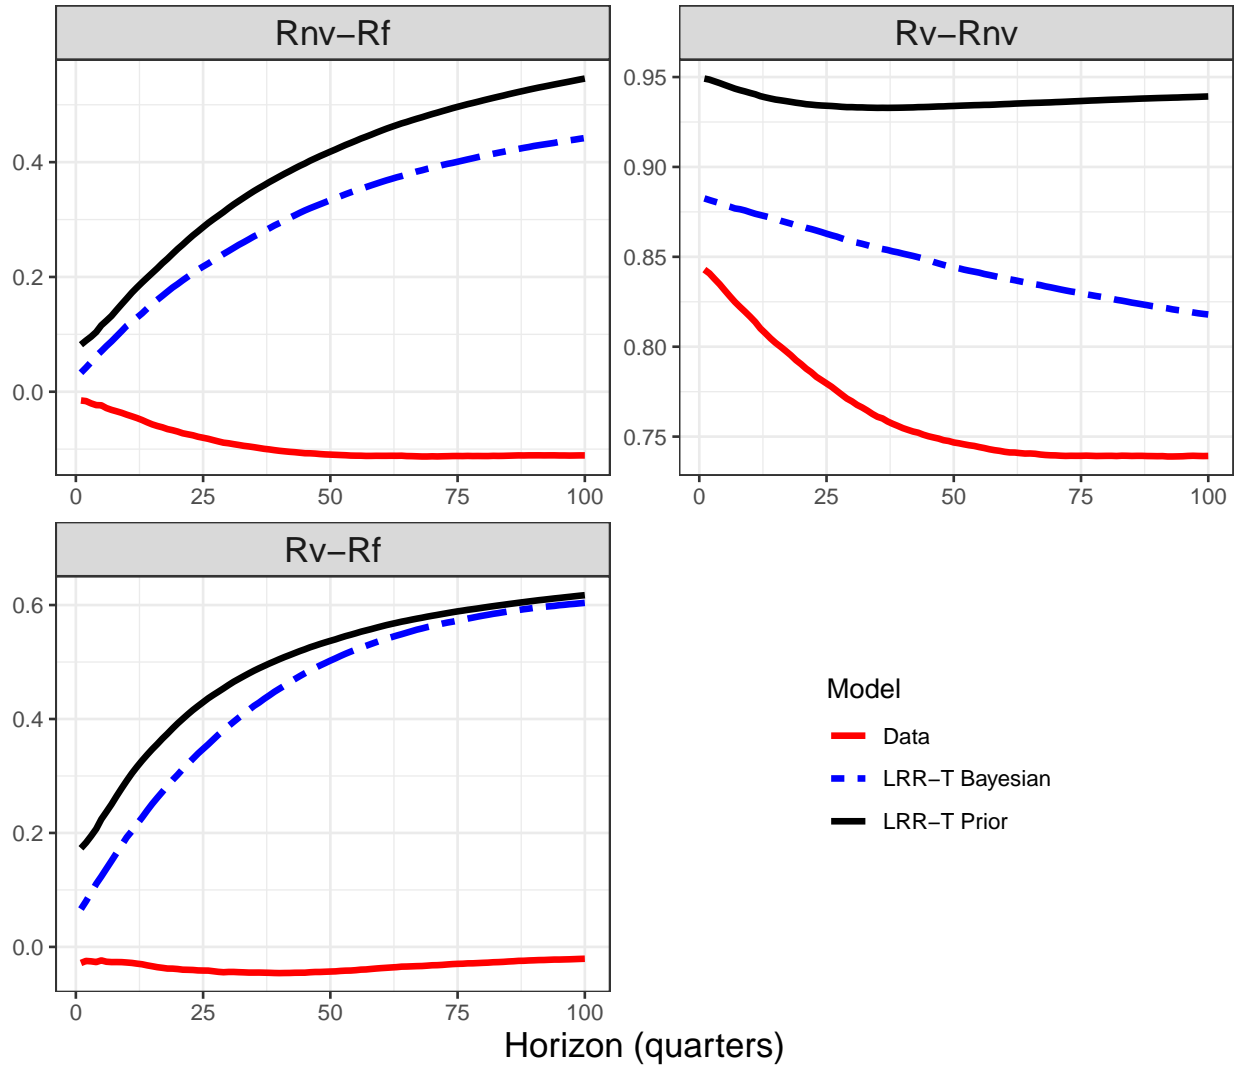 Rnv−Rf
0.4
0.2
0.0
0 25 50 75 100
Rv−Rnv
0.95
0.90
0.85
0.80
0.75
0 25 50 75 100
Rv−Rf
0.6
0.4
0.2
0.0
0 25 50 75 100
Model
Data
LRR−T Bayesian
LRR−T Prior
Horizon (quarters)